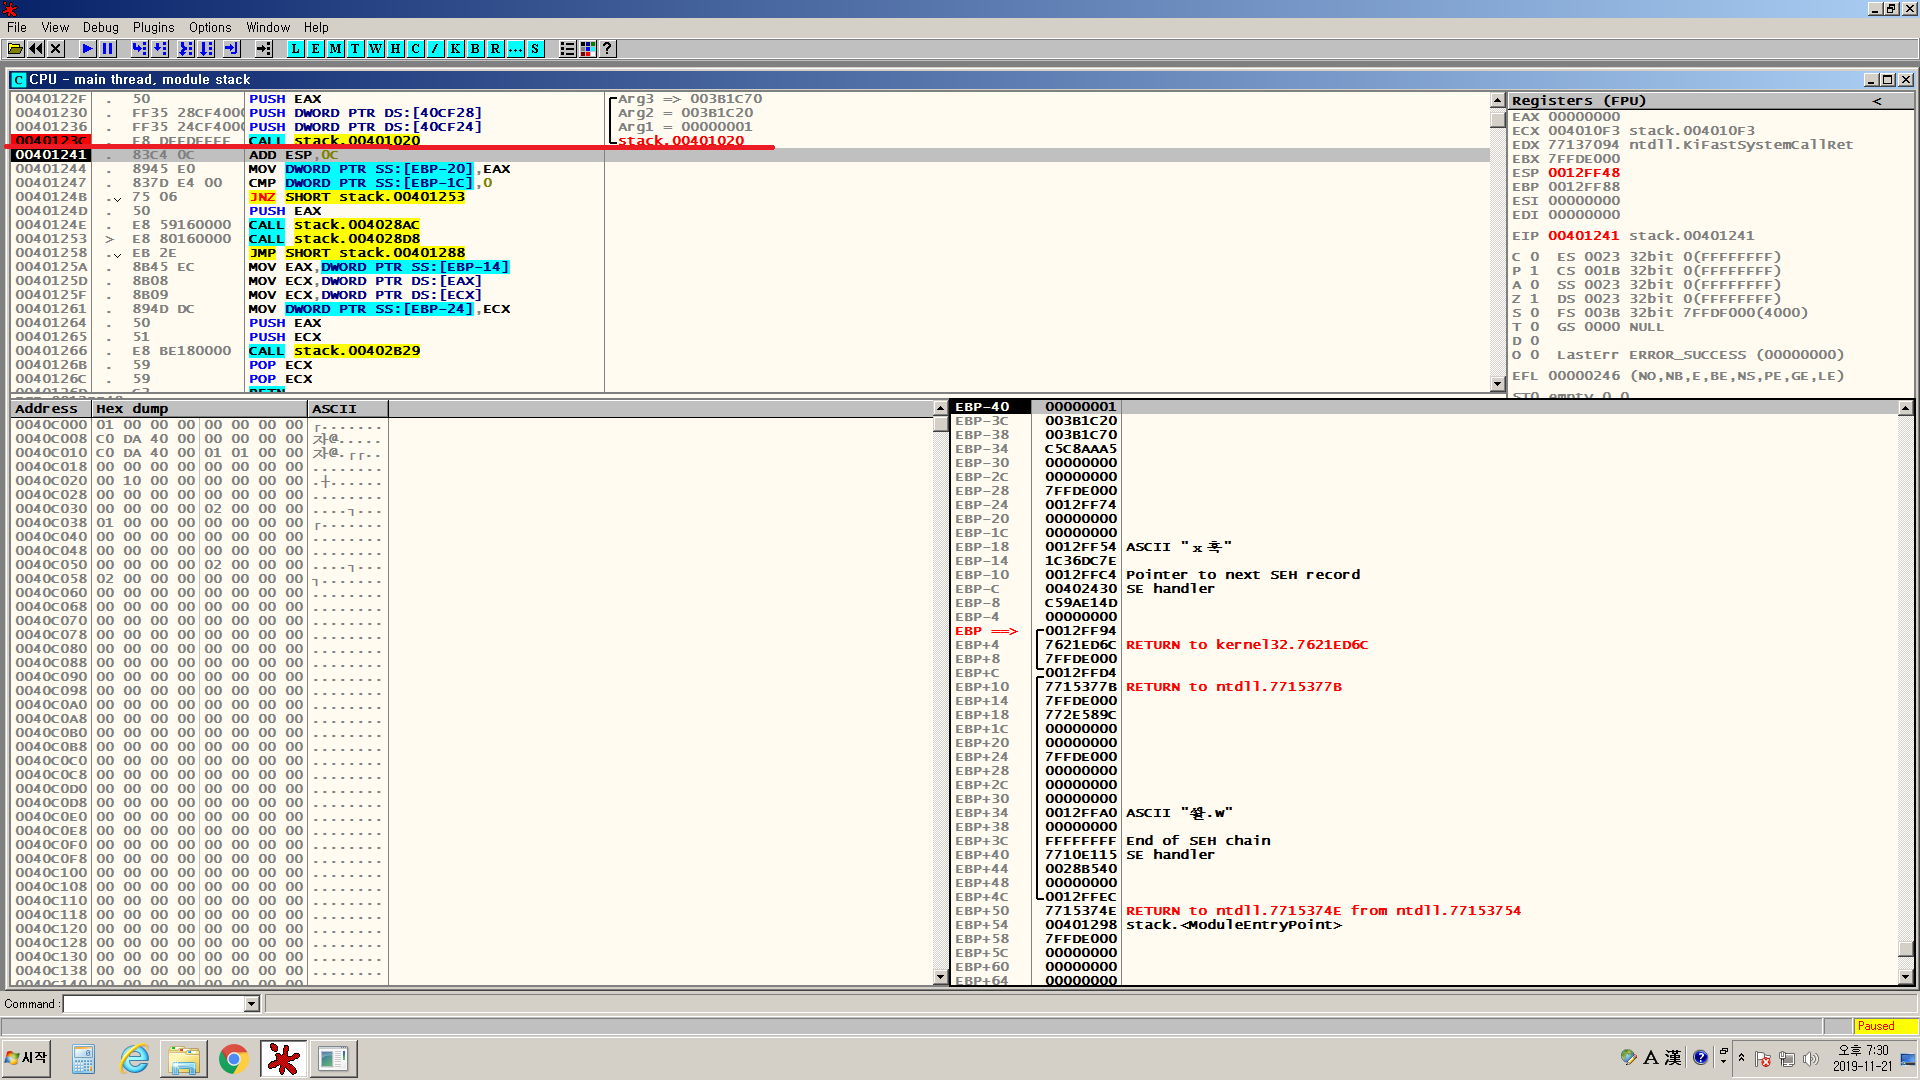 File View Debug Plugins Options Window Help
L E M T W H C / K B R ... S ?
C CPU - main thread, module stack
0040122F . 50 PUSH EAX Arg3 => 003B1C70
00401230 . FF35 28CF4000 PUSH DWORD PTR DS:[40CF28] Arg2 = 003B1C20
00401236 . FF35 24CF4000 PUSH DWORD PTR DS:[40CF24] Arg1 = 00000001
0040123C . E8 DFFDFFFF CALL stack.00401020 stack.00401020
00401241 . 83C4 0C ADD ESP,0C
00401244 . 8945 E0 MOV DWORD PTR SS:[EBP-20],EAX
00401247 . 837D E4 00 CMP DWORD PTR SS:[EBP-1C],0
0040124B . 75 06 JNZ SHORT stack.00401253
0040124D . 50 PUSH EAX
0040124E . E8 59160000 CALL stack.004028AC
00401253 > E8 80160000 CALL stack.004028D8
00401258 . EB 2E JMP SHORT stack.00401288
0040125A . 8B45 EC MOV EAX,DWORD PTR SS:[EBP-14]
0040125D . 8B08 MOV ECX,DWORD PTR DS:[EAX]
0040125F . 8B09 MOV ECX,DWORD PTR DS:[ECX]
00401261 . 894D DC MOV DWORD PTR SS:[EBP-24],ECX
00401264 . 50 PUSH EAX
00401265 . 51 PUSH ECX
00401266 . E8 BE180000 CALL stack.00402B29
0040126B . 59 POP ECX
0040126C . 59 POP ECX
Registers (FPU) <
EAX 00000000
ECX 004010F3 stack.004010F3
EDX 77137094 ntdll.KiFastSystemCallRet
EBX 7FFDE000
ESP 0012FF48
EBP 0012FF88
ESI 00000000
EDI 00000000
EIP 00401241 stack.00401241
C 0 ES 0023 32bit 0(FFFFFFFF)
P 1 CS 001B 32bit 0(FFFFFFFF)
A 0 SS 0023 32bit 0(FFFFFFFF)
Z 1 DS 0023 32bit 0(FFFFFFFF)
S 0 FS 003B 32bit 7FFDF000(4000)
T 0 GS 0000 NULL
D 0
O 0 LastErr ERROR_SUCCESS (00000000)
EFL 00000246 (NO,NB,E,BE,NS,PE,GE,LE)
ST0 empty 0.0
Address Hex dump ASCII
0040C000 01 00 00 00 00 00 00 00 ┌.......
0040C008 C0 DA 40 00 00 00 00 00 자@.....
0040C010 C0 DA 40 00 01 01 00 00 자@.┌┌..
0040C018 00 00 00 00 00 00 00 00 ........
0040C020 00 10 00 00 00 00 00 00 .┼......
0040C028 00 00 00 00 00 00 00 00 ........
0040C030 00 00 00 00 02 00 00 00 ....┐...
0040C038 01 00 00 00 00 00 00 00 ┌.......
0040C040 00 00 00 00 00 00 00 00 ........
0040C048 00 00 00 00 00 00 00 00 ........
0040C050 00 00 00 00 02 00 00 00 ....┐...
0040C058 02 00 00 00 00 00 00 00 ┐.......
0040C060 00 00 00 00 00 00 00 00 ........
0040C068 00 00 00 00 00 00 00 00 ........
0040C070 00 00 00 00 00 00 00 00 ........
0040C078 00 00 00 00 00 00 00 00 ........
0040C080 00 00 00 00 00 00 00 00 ........
0040C088 00 00 00 00 00 00 00 00 ........
0040C090 00 00 00 00 00 00 00 00 ........
0040C098 00 00 00 00 00 00 00 00 ........
0040C0A0 00 00 00 00 00 00 00 00 ........
0040C0A8 00 00 00 00 00 00 00 00 ........
0040C0B0 00 00 00 00 00 00 00 00 ........
0040C0B8 00 00 00 00 00 00 00 00 ........
0040C0C0 00 00 00 00 00 00 00 00 ........
0040C0C8 00 00 00 00 00 00 00 00 ........
0040C0D0 00 00 00 00 00 00 00 00 ........
0040C0D8 00 00 00 00 00 00 00 00 ........
0040C0E0 00 00 00 00 00 00 00 00 ........
0040C0E8 00 00 00 00 00 00 00 00 ........
0040C0F0 00 00 00 00 00 00 00 00 ........
0040C0F8 00 00 00 00 00 00 00 00 ........
0040C100 00 00 00 00 00 00 00 00 ........
0040C108 00 00 00 00 00 00 00 00 ........
0040C110 00 00 00 00 00 00 00 00 ........
0040C118 00 00 00 00 00 00 00 00 ........
0040C120 00 00 00 00 00 00 00 00 ........
0040C128 00 00 00 00 00 00 00 00 ........
0040C130 00 00 00 00 00 00 00 00 ........
0040C138 00 00 00 00 00 00 00 00 ........
0040C140 00 00 00 00 00 00 00 00
EBP-40 00000001
EBP-3C 003B1C20
EBP-38 003B1C70
EBP-34 C5C8AAA5
EBP-30 00000000
EBP-2C 00000000
EBP-28 7FFDE000
EBP-24 0012FF74
EBP-20 00000000
EBP-1C 00000000
EBP-18 0012FF54 ASCII "x 혹"
EBP-14 1C36DC7E
EBP-10 0012FFC4 Pointer to next SEH record
EBP-C 00402430 SE handler
EBP-8 C59AE14D
EBP-4 00000000
EBP ==> 0012FF94
EBP+4 7621ED6C RETURN to kernel32.7621ED6C
EBP+8 7FFDE000
EBP+C 0012FFD4
EBP+10 7715377B RETURN to ntdll.7715377B
EBP+14 7FFDE000
EBP+18 772E589C
EBP+1C 00000000
EBP+20 00000000
EBP+24 7FFDE000
EBP+28 00000000
EBP+2C 00000000
EBP+30 00000000
EBP+34 0012FFA0 ASCII ".w"
EBP+38 00000000
EBP+3C FFFFFFFF End of SEH chain
EBP+40 7710E115 SE handler
EBP+44 0028B540
EBP+48 00000000
EBP+4C 0012FFEC
EBP+50 7715374E RETURN to ntdll.7715374E from ntdll.77153754
EBP+54 00401298 stack.<ModuleEntryPoint>
EBP+58 7FFDE000
EBP+5C 00000000
EBP+60 00000000
EBP+64 00000000
Command :
Paused
시작
A 漢 ?
오후 7:30
2019-11-21